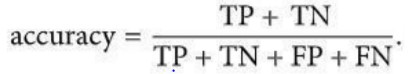 accuracy = TP + TN / TP + TN + FP + FN.